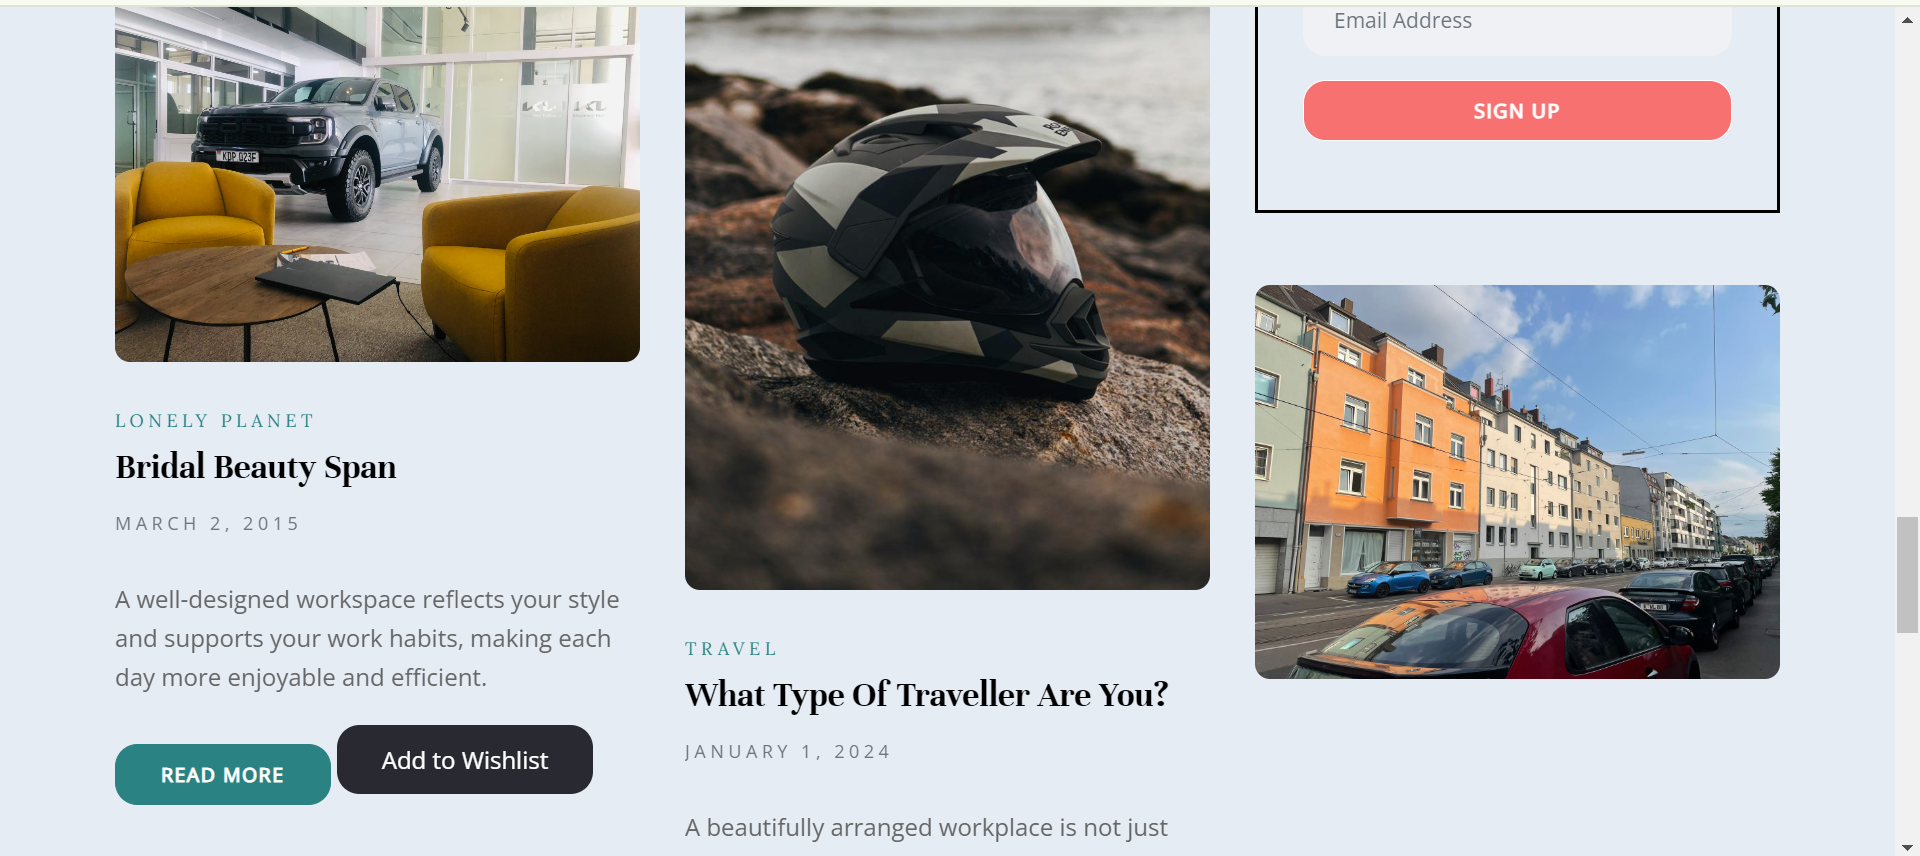 KDP 023F
LONELY PLANET
Bridal Beauty Span
MARCH 2, 2015
A well-designed workspace reflects your style
and supports your work habits, making each
day more enjoyable and efficient.
READ MORE
Add to Wishlist
TRAVEL
What Type Of Traveller Are You?
JANUARY 1, 2024
A beautifully arranged workplace is not just
Email Address
SIGN UP